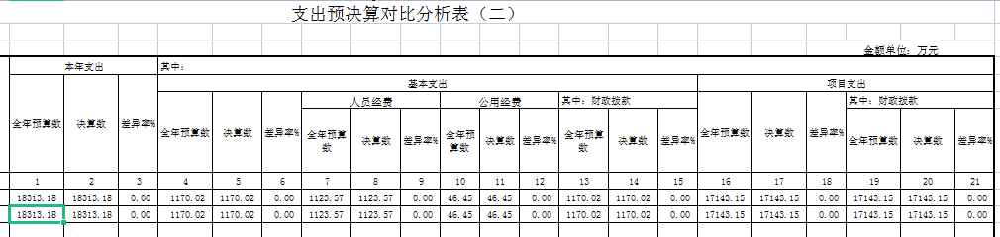 支出预决算对比分析表（二）
金额单位：万元
本年支出 其中：
基本支出 项目支出
人员经费 公用经费 其中：财政拨款 其中：财政拨款
全年预算数 决算数 差异率% 全年预算数 决算数 差异率% 全年预算数 决算数 差异率% 全年预算数 决算数 差异率% 全年预算数 决算数 差异率% 全年预算数 决算数 差异率% 全年预算数 决算数 差异率%
1 2 3 4 5 6 7 8 9 10 11 12 13 14 15 16 17 18 19 20 21
18313.18 18313.18 0.00 1170.02 1170.02 0.00 1123.57 1123.57 0.00 46.45 46.45 0.00 1170.02 1170.02 0.00 17143.15 17143.15 0.00 17143.15 17143.15 0.00
18313.18 18313.18 0.00 1170.02 1170.02 0.00 1123.57 1123.57 0.00 46.45 46.45 0.00 1170.02 1170.02 0.00 17143.15 17143.15 0.00 17143.15 17143.15 0.00